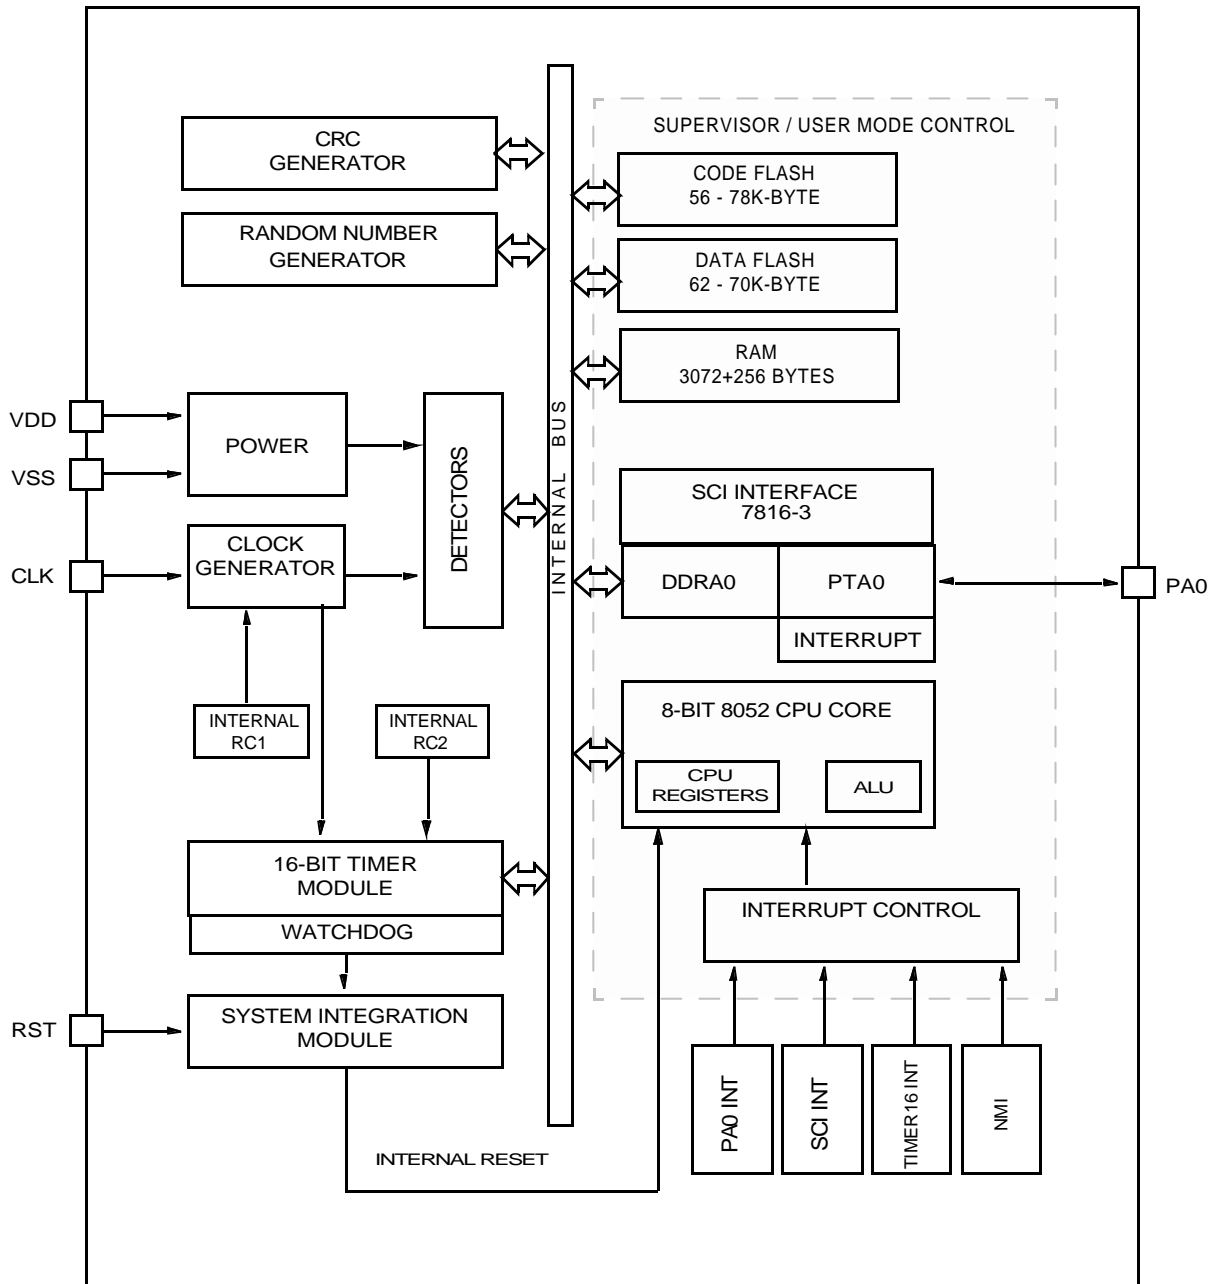 CRC
GENERATOR
RANDOM NUMBER
GENERATOR
SUPERVISOR / USER MODE CONTROL
CODE FLASH
56 - 78K-BYTE
DATA FLASH
62 - 70K-BYTE
RAM
3072+256 BYTES
VDD
VSS
POWER
DETECTORS
INTERNAL BUS
CLK
CLOCK
GENERATOR
SCI INTERFACE
7816-3
DDRA0
PTA0
INTERRUPT
PA0
INTERNAL
RC1
INTERNAL
RC2
8-BIT 8052 CPU CORE
CPU
REGISTERS
ALU
16-BIT TIMER
MODULE
WATCHDOG
INTERRUPT CONTROL
RST
SYSTEM INTEGRATION
MODULE
PA0 INT
SCI INT
TIMER16 INT
NMI
INTERNAL RESET